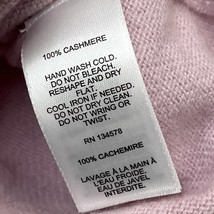 100% CASHMERE
HAND WASH COLD.
DO NOT BLEACH.
RESHAPE AND DRY
FLAT.
COOL IRON IF NEEDED.
DO NOT DRY CLEAN.
DO NOT WRING OR
TWIST.
RN 134578
100% CACHEMIRE
LAVAGE À LA MAIN À
L'EAU FROIDE.
EAU DE JAVEL
INTERDITE.